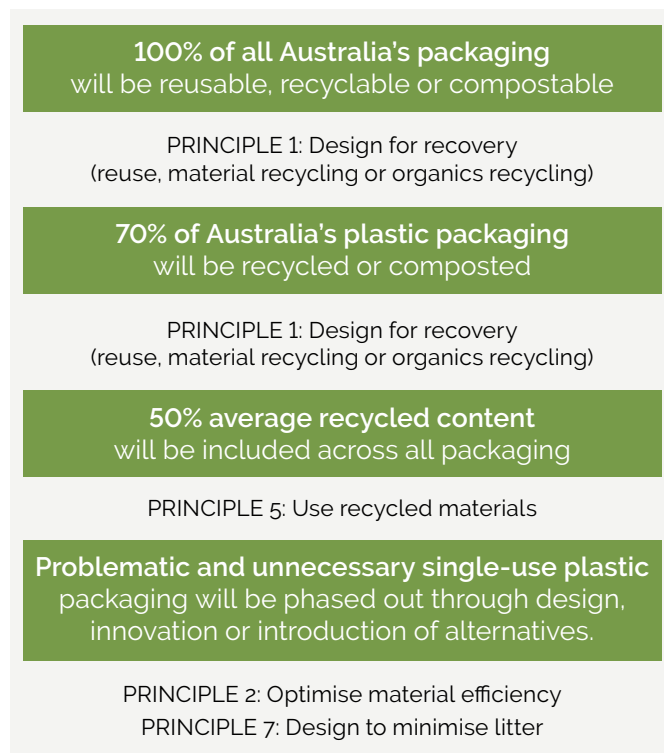 100% of all Australia's packaging
will be reusable, recyclable or compostable
PRINCIPLE 1: Design for recovery
(reuse, material recycling or organics recycling)
70% of Australia's plastic packaging
will be recycled or composted
PRINCIPLE 1: Design for recovery
(reuse, material recycling or organics recycling)
50% average recycled content
will be included across all packaging
PRINCIPLE 5: Use recycled materials
Problematic and unnecessary single-use plastic
packaging will be phased out through design,
innovation or introduction of alternatives.
PRINCIPLE 2: Optimise material efficiency
PRINCIPLE 7: Design to minimise litter